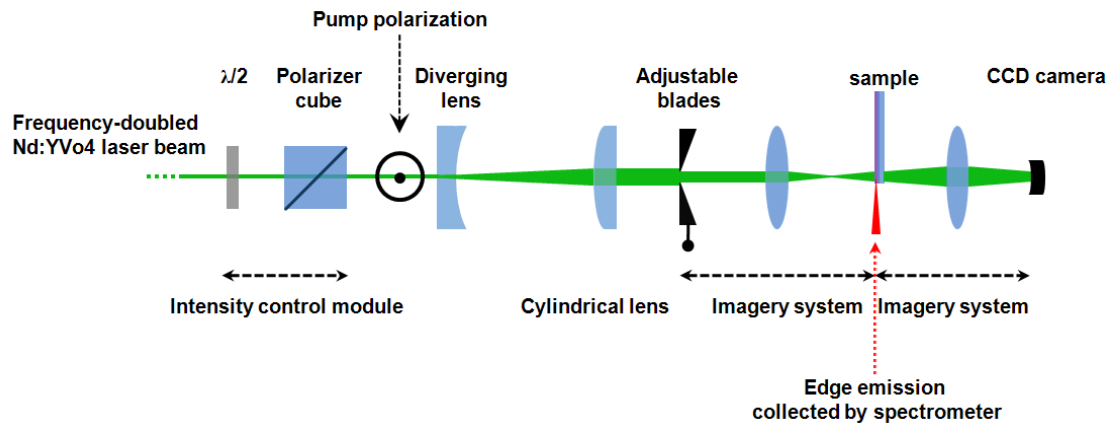 Pump polarization
λ/2
Polarizer
cube
Diverging
lens
Adjustable
blades
sample
CCD camera
Frequency-doubled
Nd:YVo4 laser beam
Intensity control module
Cylindrical lens
Imagery system
Imagery system
Edge emission
collected by spectrometer